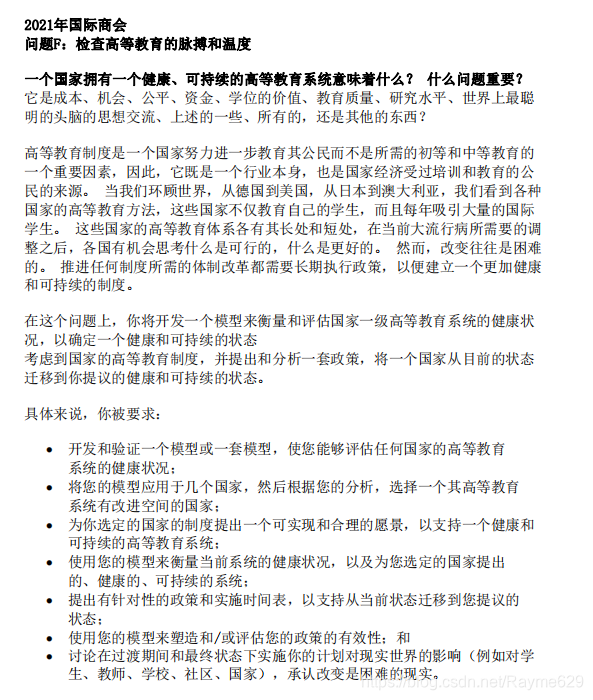 2021年国际商会
问题F：检查高等教育的脉搏和温度
一个国家拥有一个健康、可持续的高等教育系统意味着什么？ 什么问题重要？
它是成本、机会、公平、资金、学位的价值、教育质量、研究水平、世界上最聪
明的头脑的思想交流、上述的一些、所有的，还是其他的东西？
高等教育制度是一个国家努力进一步教育其公民而不是所需的初等和中等教育的
一个重要因素，因此，它既是一个行业本身，也是国家经济受过培训和教育的公
民的来源。 当我们环顾世界，从德国到美国，从日本到澳大利亚，我们看到各种
国家的高等教育方法，这些国家不仅教育自己的学生，而且每年吸引大量的国际
学生。 这些国家的高等教育体系各有其长处和短处，在当前大流行病所需要的调
整之后，各国有机会思考什么是可行的，什么是更好的。 然而，改变往往是困难
的。 推进任何制度所需的体制改革都需要长期执行政策，以便建立一个更加健康
和可持续的制度。
在这个问题上，你将开发一个模型来衡量和评估国家一级高等教育系统的健康状
况，以确定一个健康和可持续的状态
考虑到国家的高等教育制度，并提出和分析一套政策，将一个国家从目前的状态
迁移到你提议的健康和可持续的状态。
具体来说，你被要求：
• 开发和验证一个模型或一套模型，使您能够评估任何国家的高等教育
系统的健康状况；
• 将您的模型应用于几个国家，然后根据您的分析，选择一个其高等教育
系统有改进空间的国家；
• 为你选定的国家的制度提出一个可实现和合理的愿景，以支持一个健康和
可持续的高等教育系统；
• 使用您的模型来衡量当前系统的健康状况，以及为您选定的国家提出
的、健康的、可持续的系统；
• 提出有针对性的政策和实施时间表，以支持从当前状态迁移到您提议的
状态；
• 使用您的模型来塑造和/或评估您的政策的有效性；和
• 讨论在过渡期间和最终状态下实施你的计划对现实世界的影响（例如对学
生、教师、学校、社区、国家），承认改变是困难的现实。
https://blog.csdn.net/Rayme629